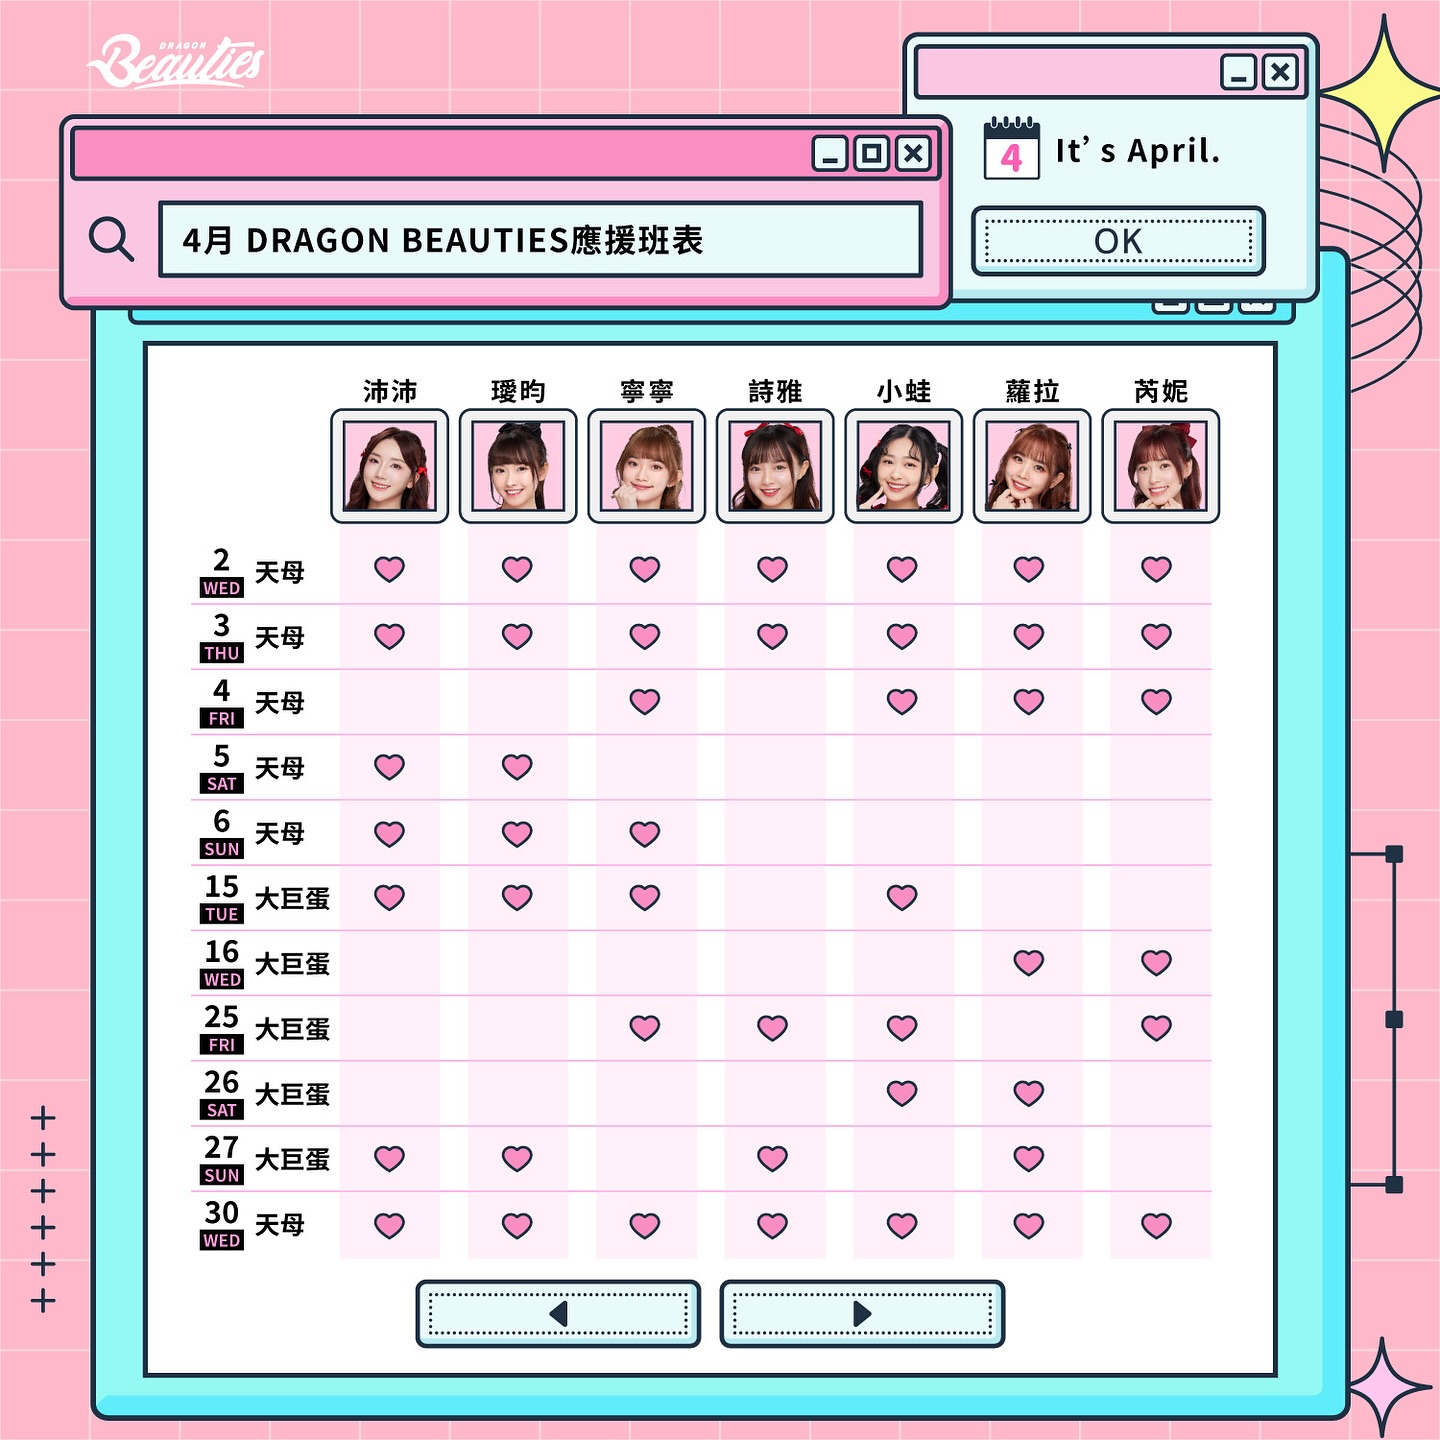 DRAGON
Beauties
It's April.
4
OK
4月 DRAGON BEAUTIES應援班表
沛沛 璦昀 寧寧 詩雅 小蛙 蘿拉 芮妮
2 WED 天母
3 THU 天母
4 FRI 天母
5 SAT 天母
6 SUN 天母
15 TUE 大巨蛋
16 WED 大巨蛋
25 FRI 大巨蛋
26 SAT 大巨蛋
27 SUN 大巨蛋
30 WED 天母